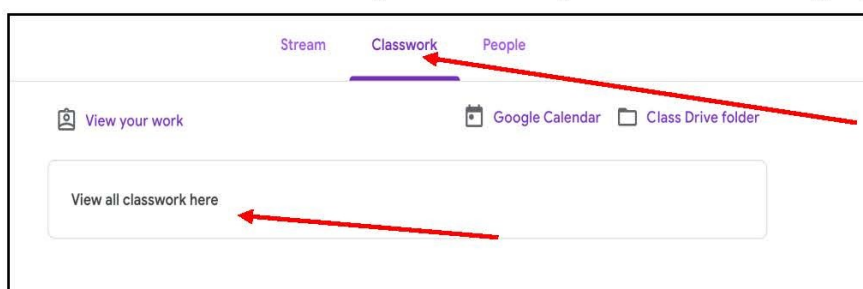 Stream Classwork People
View your work Google Calendar Class Drive folder
View all classwork here